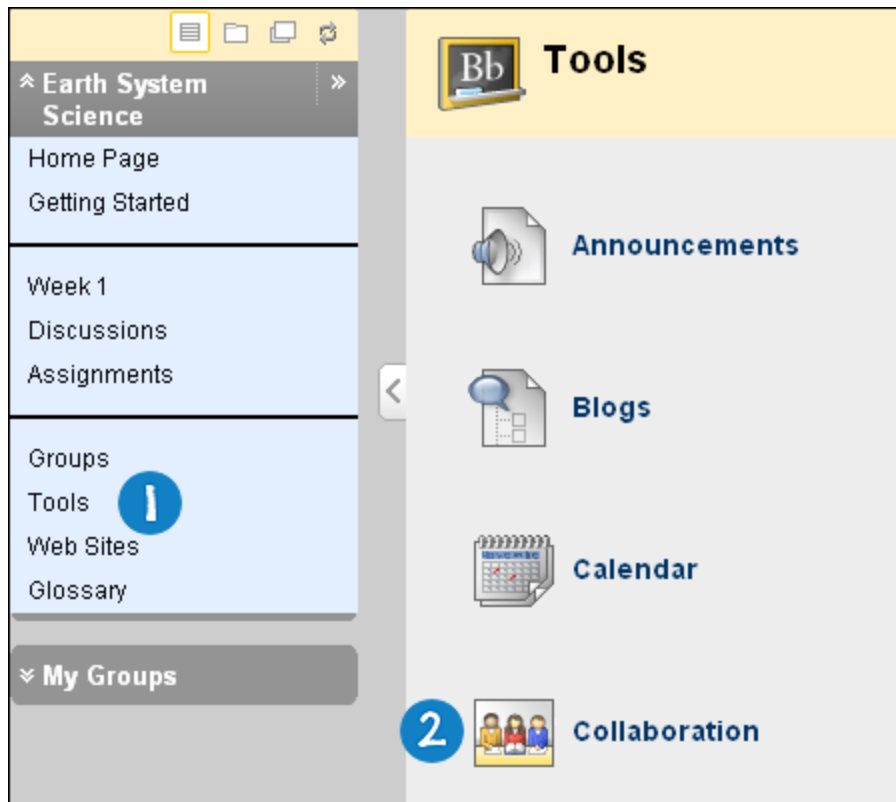 Earth System
Science
Home Page
Getting Started
Week 1
Discussions
Assignments
Groups
Tools
1
Web Sites
Glossary
My Groups
Bb
Tools
Announcements
Blogs
Calendar
2
Collaboration